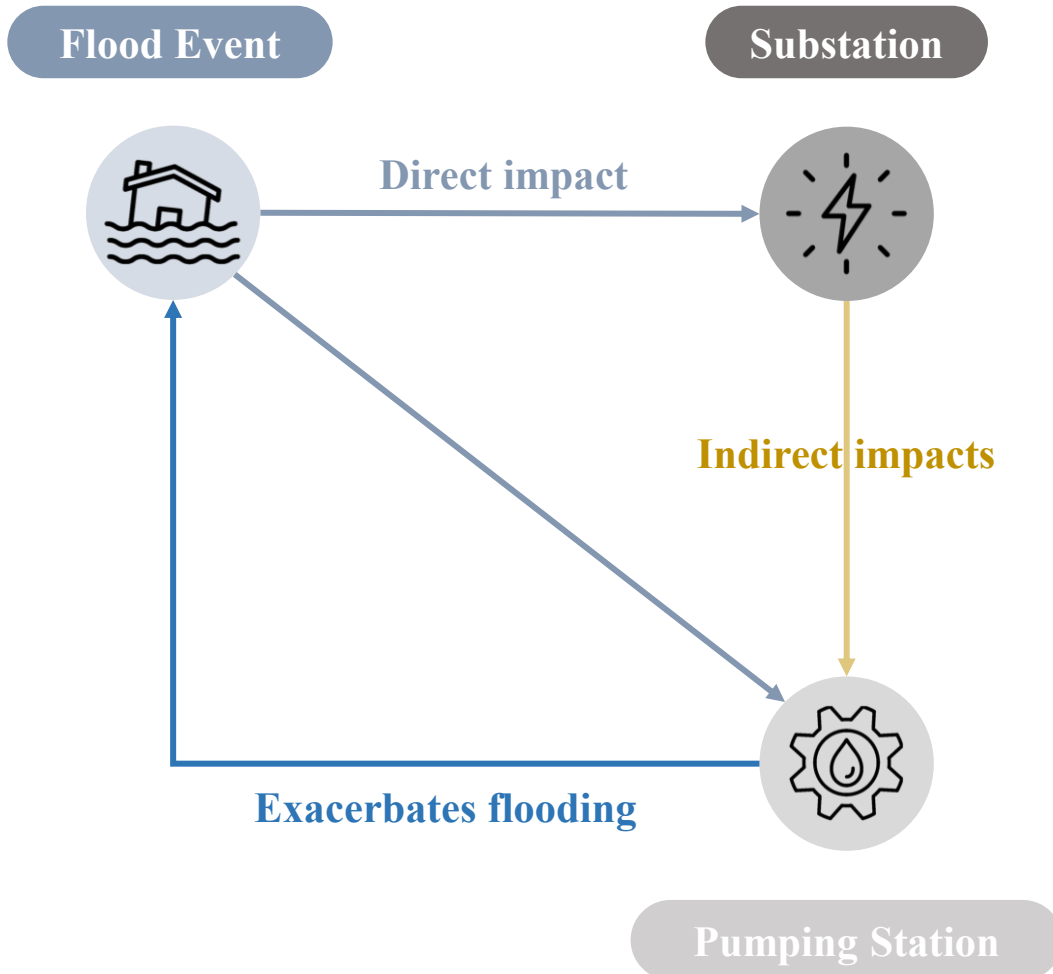 Flood Event
Substation
Direct impact
Indirect impacts
Exacerbates flooding
Pumping Station